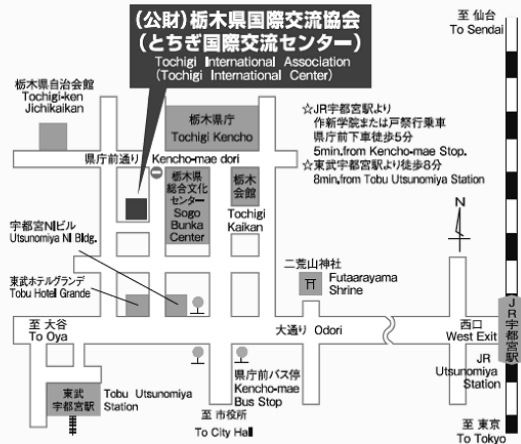 (公財)栃木県国際交流協会
(とちぎ国際交流センター)
Tochigi International Association
(Tochigi International Center)
至 仙台
To Sendai
栃木県自治会館
Tochigi-ken
Jichikaikan
栃木県庁
Tochigi Kencho
☆JR宇都宮駅より
作新学院または戸祭行乗車
県庁前下車徒歩5分
5min.from Kencho-mae Stop.
☆東武宇都宮駅より徒歩8分
8min.from Tobu Utsunomiya Station
県庁前通り Kencho-mae dori
栃木県
総合文化
センター
Sogo
Bunka
Center
栃木
会館
Tochigi
Kaikan
N
宇都宮NIビル
Utsunomiya NI Bldg.
東武ホテルグランデ
Tobu Hotel Grande
二荒山神社
Futaarayama
Shrine
至 大谷
To Oya
大通り Odori
西口
West Exit
JR宇都宮駅
JR
Utsunomiya
Station
県庁前バス停
Kencho-mae
Bus Stop
東武
宇都宮駅
Tobu Utsunomiya
Station
至 市役所
To City Hall
至 東京
To Tokyo